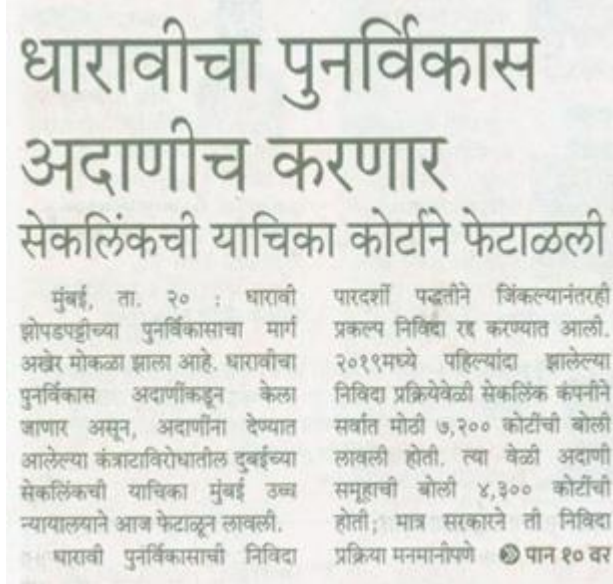 धारावीचा पुनर्विकास
अदाणीच करणार
सेकलिंकची याचिका कोर्टाने फेटाळली
मुंबई, ता. २० : धारावी
झोपडपट्टीच्या पुनर्विकासाचा मार्ग
अखेर मोकळा झाला आहे. धारावीचा
पुनर्विकास अदाणींकडून केला
जाणार असून, अदाणींना देण्यात
आलेल्या कंत्राटाविरोधातील दुबईच्या
सेकलिंकची याचिका मुंबई उच्च
न्यायालयाने आज फेटाळून लावली.
धारावी पुनर्विकासाची निविदा
पारदर्शी पद्धतीने जिंकल्यानंतरही
प्रकल्प निविदा रद्द करण्यात आली.
२०१९मध्ये पहिल्यांदा झालेल्या
निविदा प्रक्रियेवेळी सेकलिंक कंपनीने
सर्वात मोठी ७,२०० कोटींची बोली
लावली होती. त्या वेळी अदाणी
समूहाची बोली ४,३०० कोटींची
होती; मात्र सरकारने ती निविदा
प्रक्रिया मनमानीपणे पान १० वर